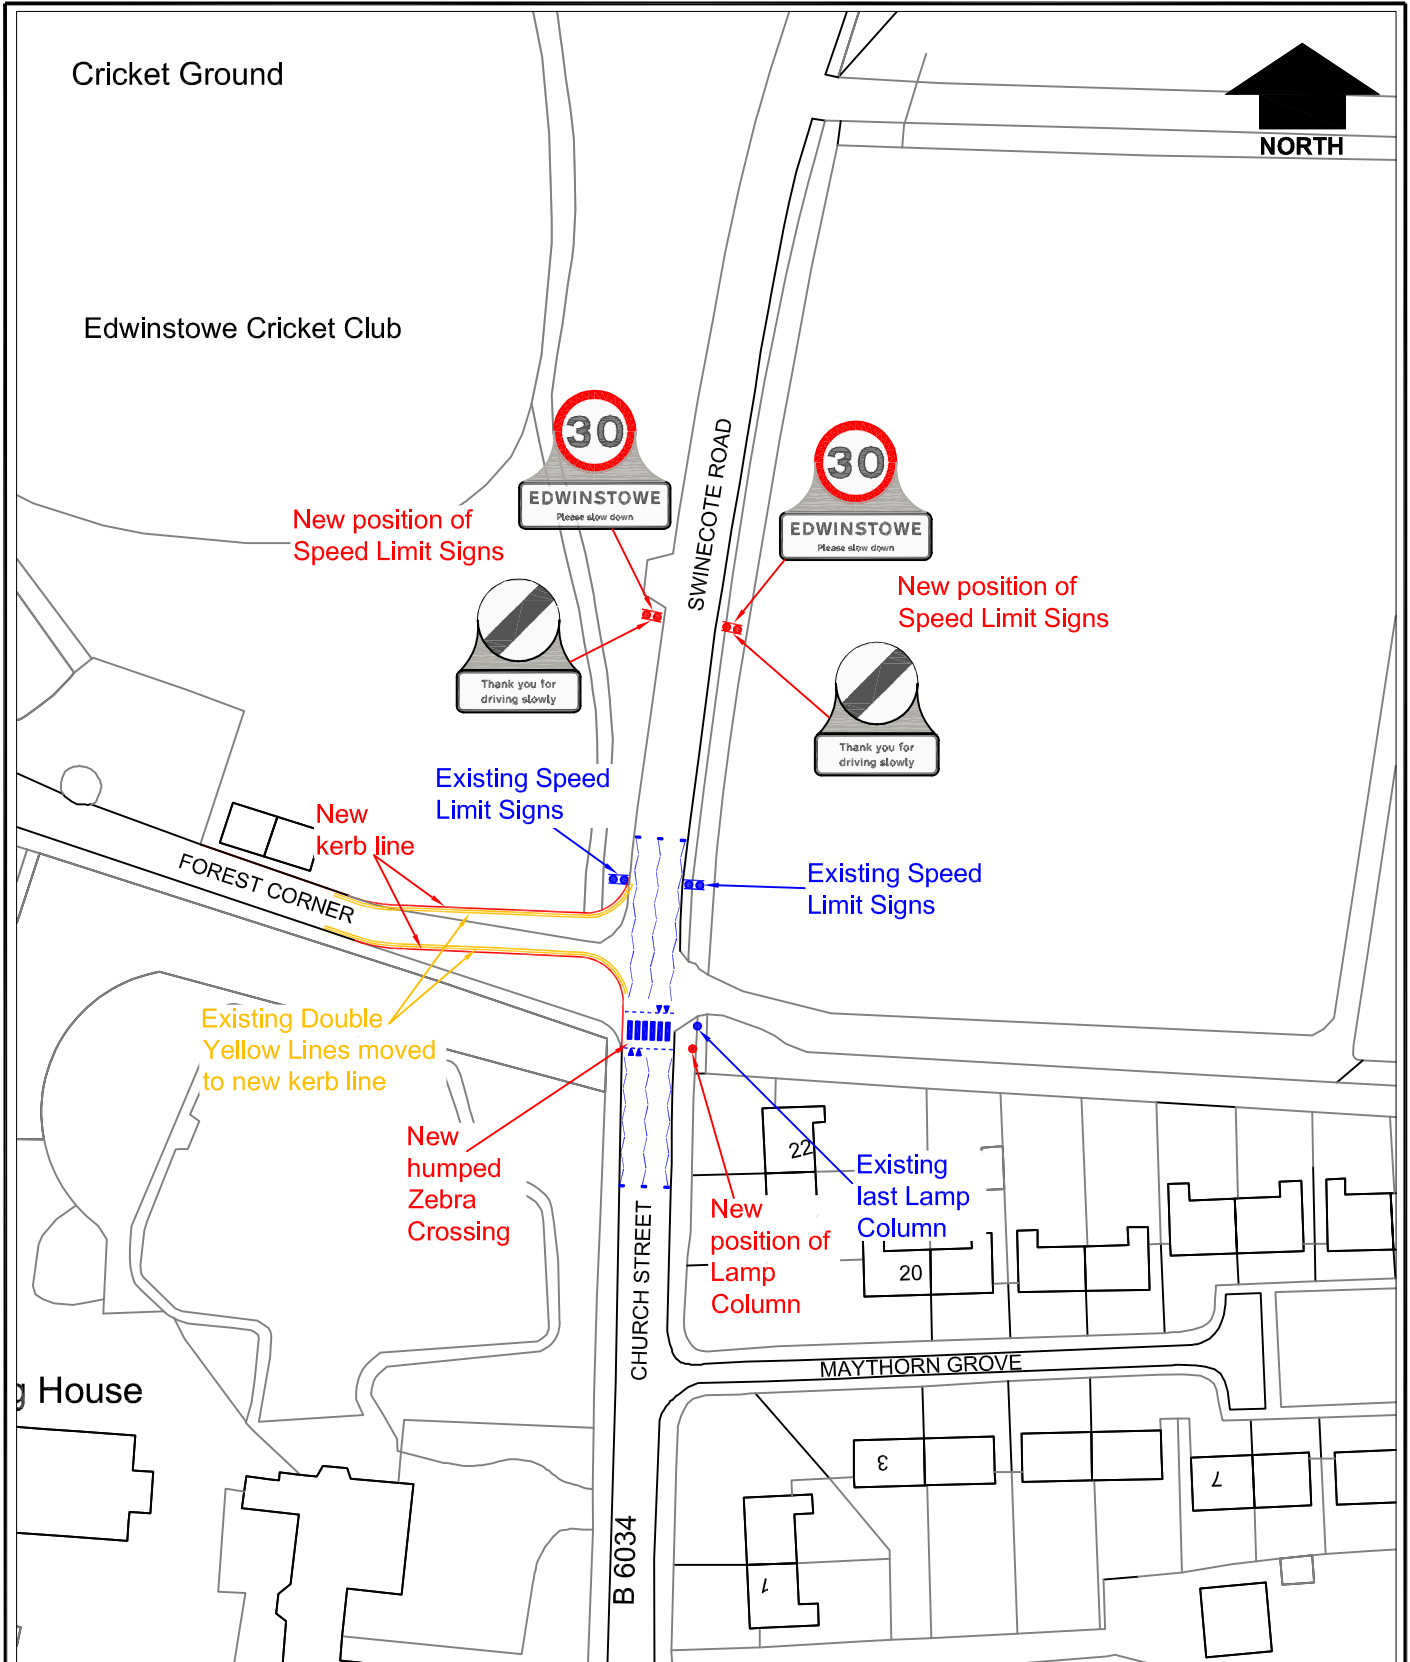 Cricket Ground
NORTH
Edwinstowe Cricket Club
30
EDWINSTOWE
Please slow down
30
EDWINSTOWE
Please slow down
SWINECOTE ROAD
New position of
Speed Limit Signs
New position of
Speed Limit Signs
Thank you for
driving slowly
Thank you for
driving slowly
Existing Speed
Limit Signs
New
kerb line
FOREST CORNER
Existing Speed
Limit Signs
Existing Double
Yellow Lines moved
to new kerb line
New
humped
Zebra
Crossing
22
Existing
last Lamp
Column
New
position of
Lamp
Column
CHURCH STREET
20
MAYTHORN GROVE
g House
3
7
B 6034
1